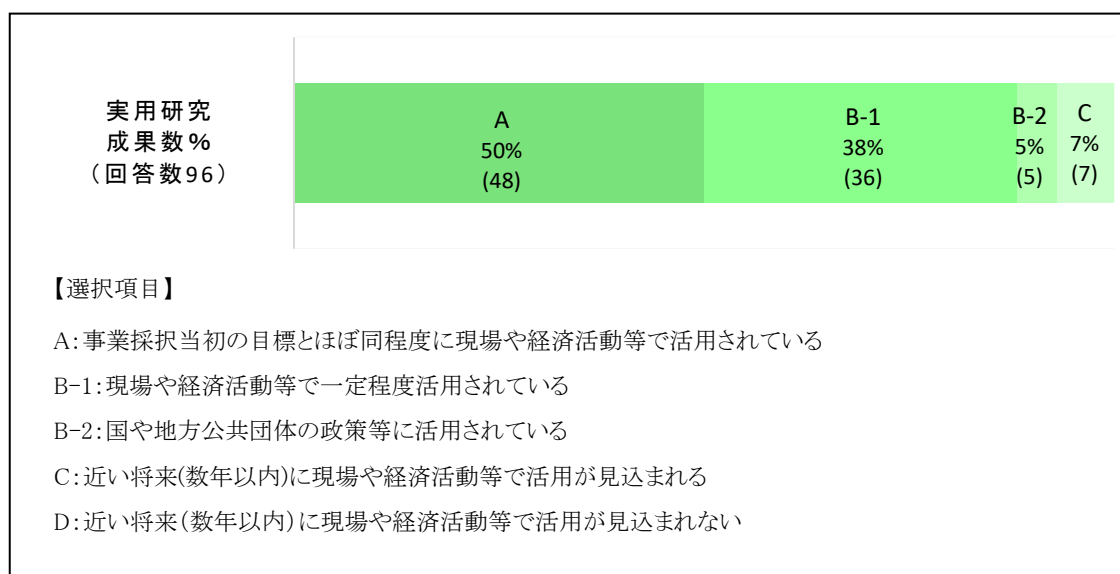 実用研究
成果数%
（回答数96）
A
50%
(48)
B-1
38%
(36)
B-2
5%
(5)
C
7%
(7)
【選択項目】
A:事業採択当初の目標とほぼ同程度に現場や経済活動等で活用されている
B-1:現場や経済活動等で一定程度活用されている
B-2:国や地方公共団体の政策等に活用されている
C:近い将来(数年以内)に現場や経済活動等で活用が見込まれる
D:近い将来（数年以内）に現場や経済活動等で活用が見込まれない